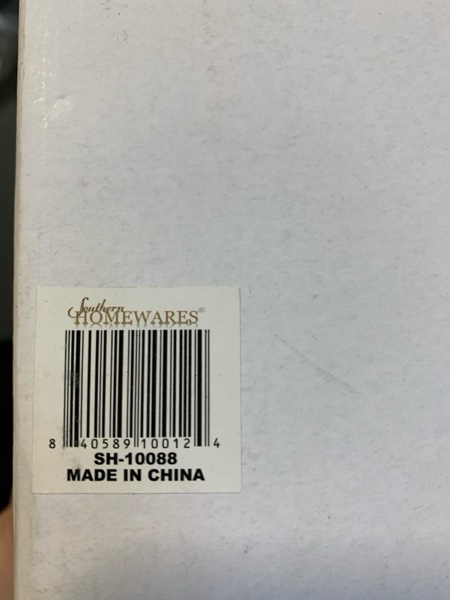 Southern
HOMEWARES®
8 40589 10012 4
SH-10088
MADE IN CHINA